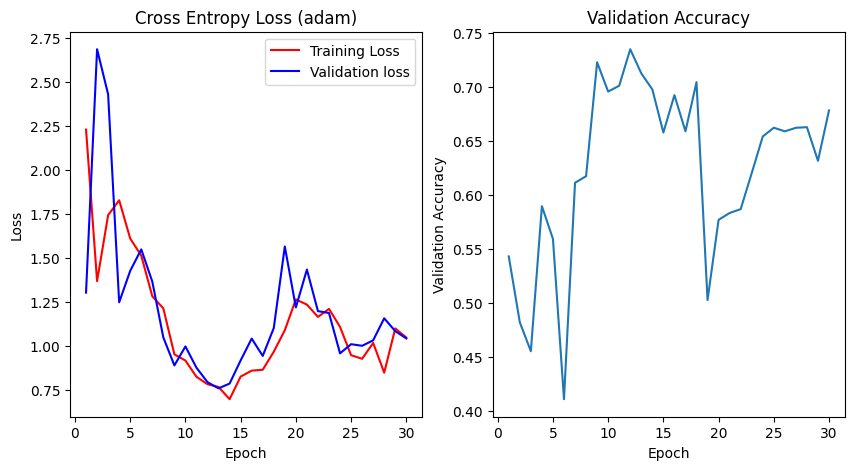 Cross Entropy Loss (adam)
Training Loss
Validation loss
2.75
2.50
2.25
2.00
1.75
1.50
1.25
1.00
0.75
Loss
0 5 10 15 20 25 30
Epoch
Validation Accuracy
0.75
0.70
0.65
0.60
0.55
0.50
0.45
0.40
Validation Accuracy
0 5 10 15 20 25 30
Epoch